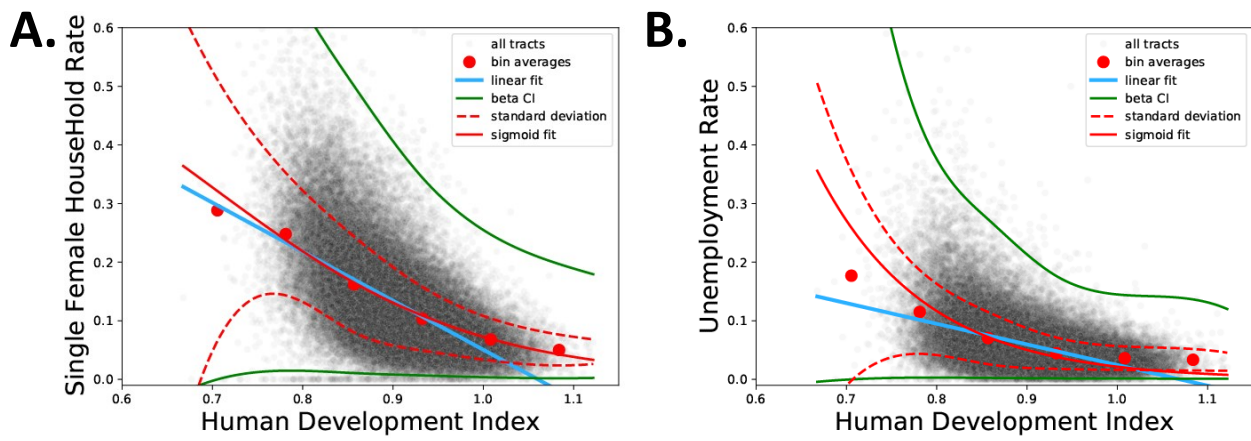 A.
Single Female HouseHold Rate
0.6
0.5
0.4
0.3
0.2
0.1
0.0
all tracts
bin averages
linear fit
beta CI
standard deviation
sigmoid fit
0.6 0.7 0.8 0.9 1.0 1.1
Human Development Index
B.
Unemployment Rate
0.6
0.5
0.4
0.3
0.2
0.1
0.0
all tracts
bin averages
linear fit
beta CI
standard deviation
sigmoid fit
0.6 0.7 0.8 0.9 1.0 1.1
Human Development Index